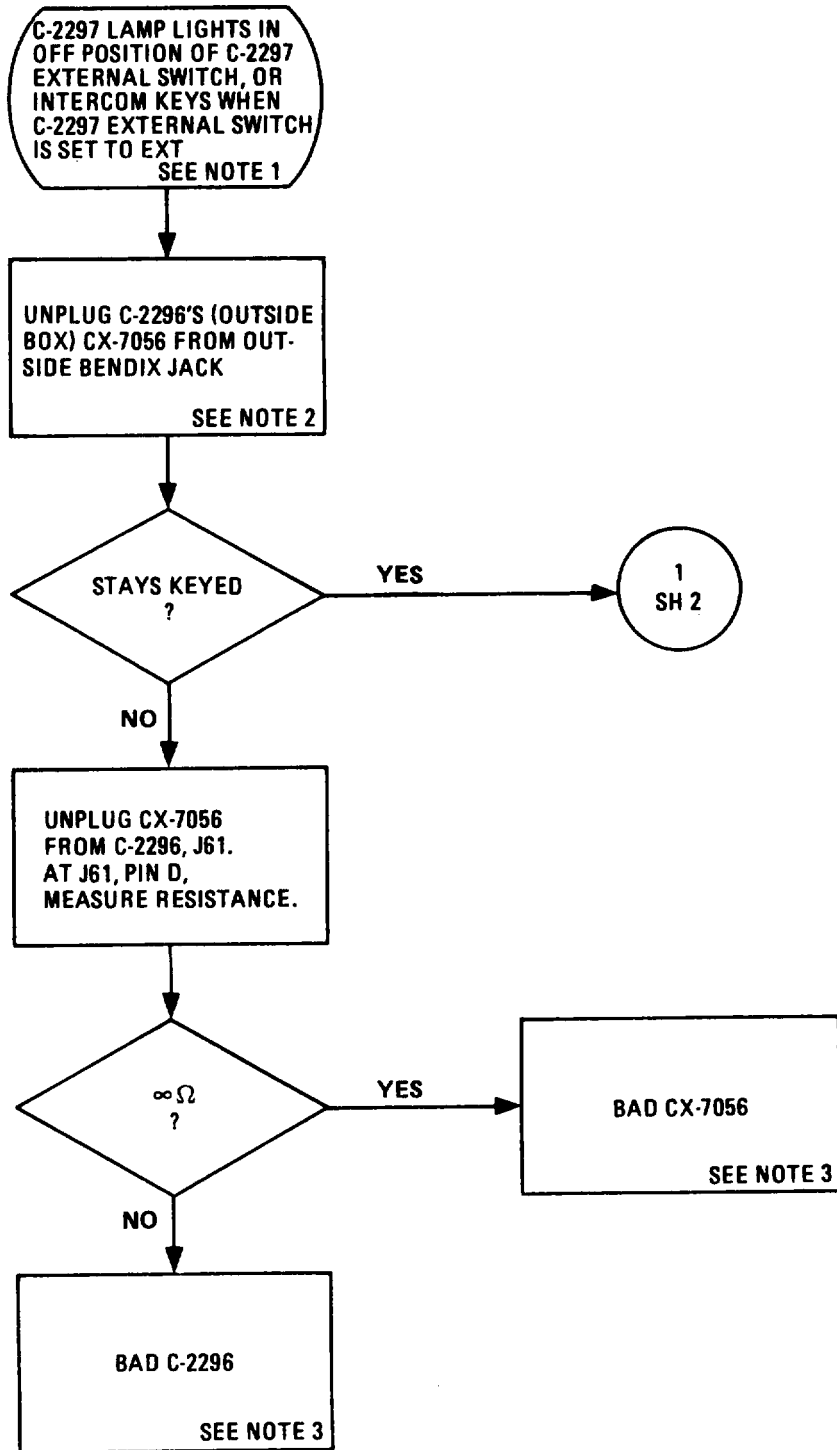 C-2297 LAMP LIGHTS IN
OFF POSITION OF C-2297
EXTERNAL SWITCH, OR
INTERCOM KEYS WHEN
C-2297 EXTERNAL SWITCH
IS SET TO EXT
SEE NOTE 1
UNPLUG C-2296'S (OUTSIDE
BOX) CX-7056 FROM OUT-
SIDE BENDIX JACK
SEE NOTE 2
STAYS KEYED
?
YES
1
SH 2
NO
UNPLUG CX-7056
FROM C-2296, J61.
AT J61, PIN D,
MEASURE RESISTANCE.
∞ Ω
?
YES
BAD CX-7056
SEE NOTE 3
NO
BAD C-2296
SEE NOTE 3